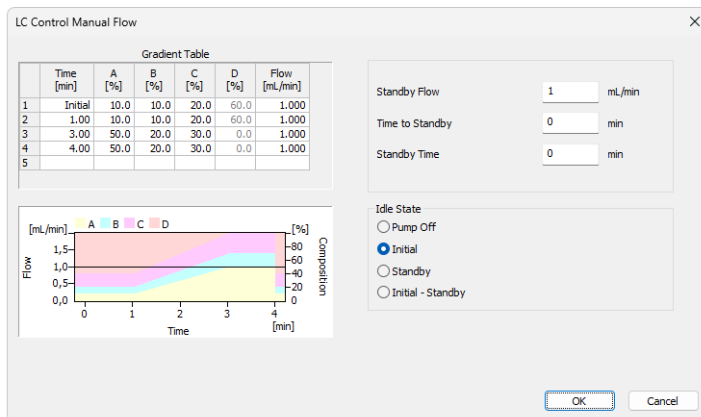 LC Control Manual Flow
Gradient Table
Time [min] A [%] B [%] C [%] D [%] Flow [mL/min]
1 Initial 10.0 10.0 20.0 60.0 1.000
2 1.00 10.0 10.0 20.0 60.0 1.000
3 3.00 50.0 20.0 30.0 0.0 1.000
4 4.00 50.0 20.0 30.0 0.0 1.000
5
Standby Flow 1 mL/min
Time to Standby 0 min
Standby Time 0 min
[mL/min] A B C D [%]
1,5
1,0
0,5
0,0
Flow
80
60
40
20
0
Composition
0 1 2 3 4
Time [min]
Idle State
Pump Off
Initial
Standby
Initial - Standby
OK Cancel